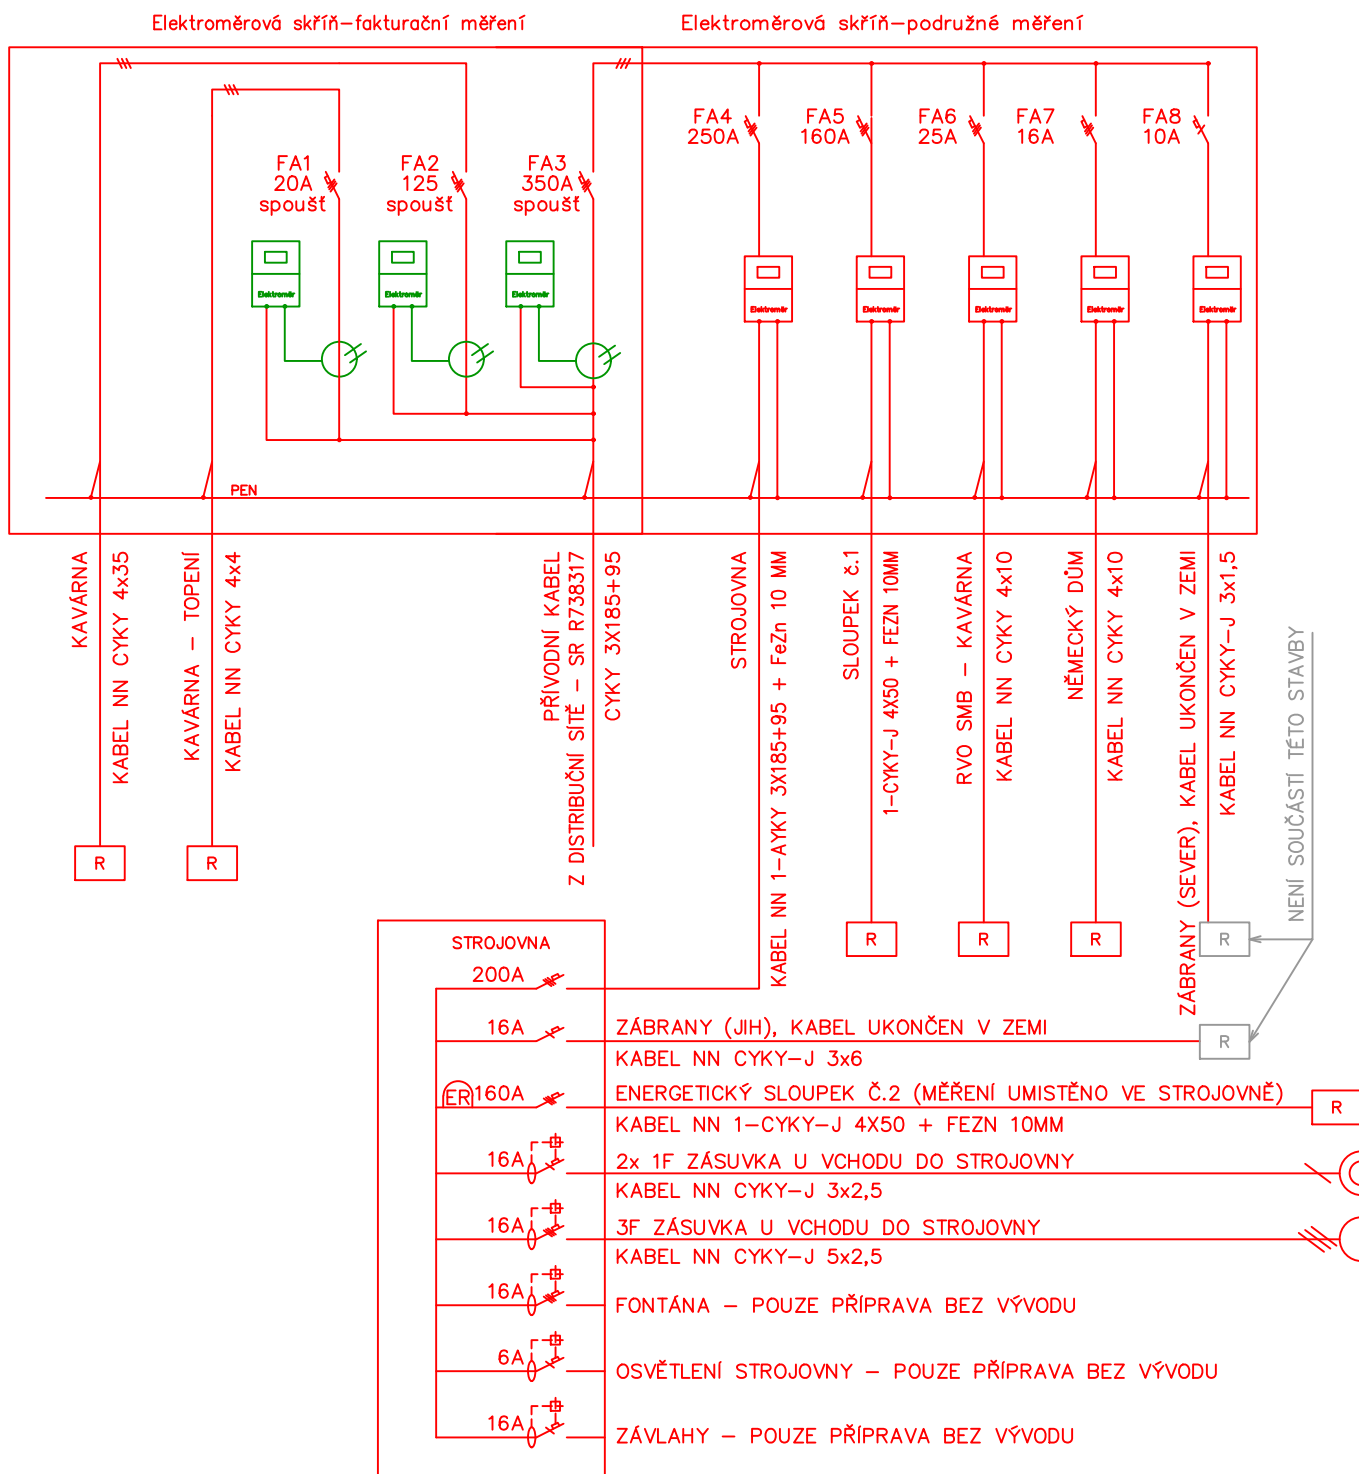 Elektroměrová skříň–fakturační měření
Elektroměrová skříň–podružné měření
FA1
20A
spoušť
FA2
125
spoušť
FA3
350A
spoušť
FA4
250A
FA5
160A
FA6
25A
FA7
16A
FA8
10A
Elektroměr
Elektroměr
Elektroměr
Elektroměr
Elektroměr
Elektroměr
Elektroměr
Elektroměr
PEN
KAVÁRNA
KABEL NN CYKY 4x35
KAVÁRNA – TOPENÍ
KABEL NN CYKY 4x4
PŘÍVODNÍ KABEL
Z DISTRIBUČNÍ SÍTĚ – SR R738317
CYKY 3X185+95
STROJOVNA
KABEL NN 1–AYKY 3X185+95 + FeZn 10 MM
SLOUPEK č.1
1–CYKY–J 4X50 + FEZN 10MM
RVO SMB – KAVÁRNA
KABEL NN CYKY 4x10
NĚMECKÝ DŮM
KABEL NN CYKY 4x10
ZÁBRANY (SEVER), KABEL UKONČEN V ZEMI
KABEL NN CYKY–J 3x1,5
NENÍ SOUČÁSTÍ TÉTO STAVBY
R
R
R
R
R
R
STROJOVNA
200A
16A
ZÁBRANY (JIH), KABEL UKONČEN V ZEMI
KABEL NN CYKY–J 3x6
R
ER
160A
ENERGETICKÝ SLOUPEK Č.2 (MĚŘENÍ UMISTĚNO VE STROJOVNĚ)
KABEL NN 1–CYKY–J 4X50 + FEZN 10MM
R
16A
2x 1F ZÁSUVKA U VCHODU DO STROJOVNY
KABEL NN CYKY–J 3x2,5
16A
3F ZÁSUVKA U VCHODU DO STROJOVNY
KABEL NN CYKY–J 5x2,5
16A
FONTÁNA – POUZE PŘÍPRAVA BEZ VÝVODU
6A
OSVĚTLENÍ STROJOVNY – POUZE PŘÍPRAVA BEZ VÝVODU
16A
ZÁVLAHY – POUZE PŘÍPRAVA BEZ VÝVODU